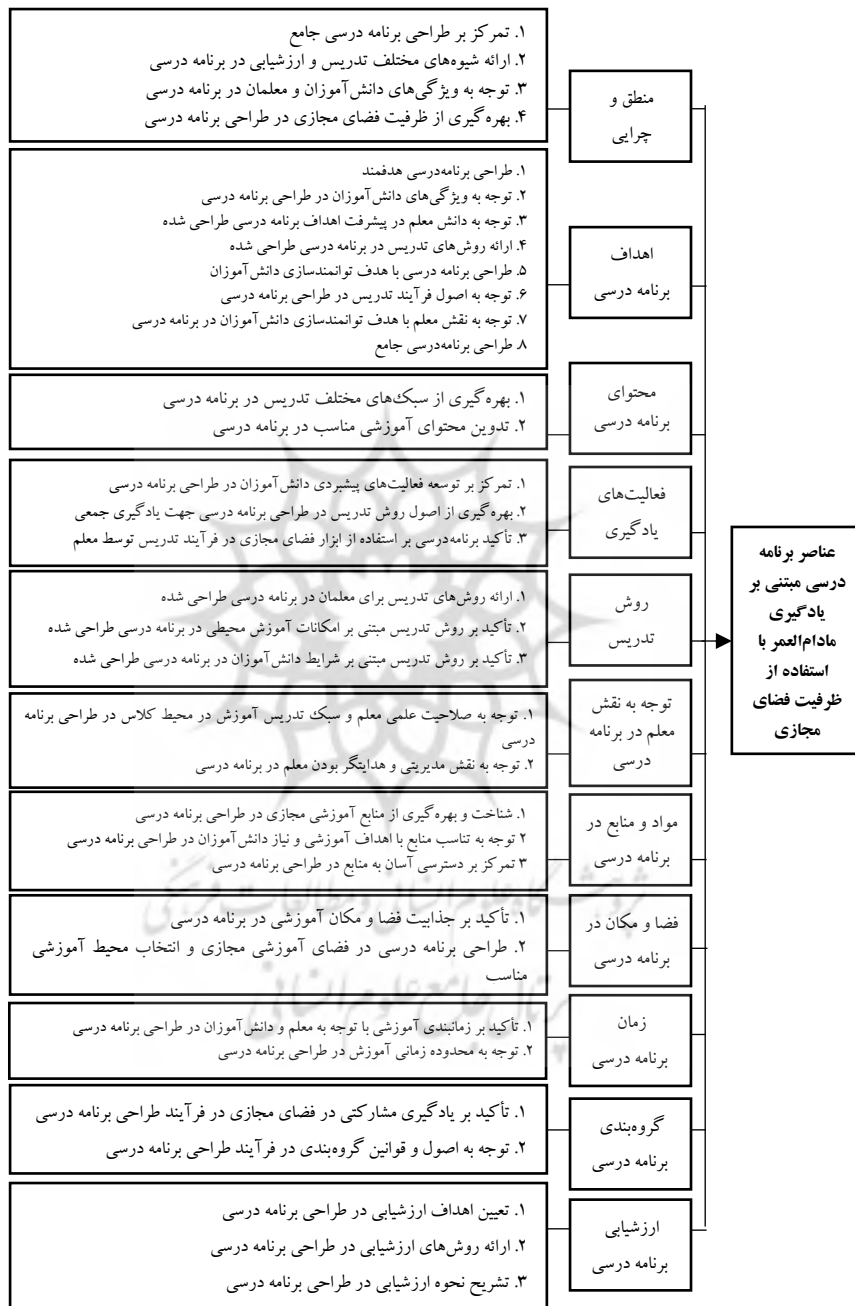 منطق و
چرایی
۱. تمرکز بر طراحی برنامه درسی جامع
۲. ارائه شیوه‌های مختلف تدریس و ارزشیابی در برنامه درسی
۳. توجه به ویژگی‌های دانش‌آموزان و معلمان در برنامه درسی
۴. بهره‌گیری از ظرفیت فضای مجازی در طراحی برنامه درسی
اهداف
برنامه درسی
۱. طراحی برنامه‌درسی هدفمند
۲. توجه به ویژگی‌های دانش‌آموزان در طراحی برنامه درسی
۳. توجه به دانش معلم در پیشرفت اهداف برنامه درسی طراحی شده
۴. ارائه روش‌های تدریس در برنامه درسی طراحی شده
۵. طراحی برنامه درسی با هدف توانمندسازی دانش‌آموزان
۶. توجه به اصول فرآیند تدریس در طراحی برنامه درسی
۷. توجه به نقش معلم با هدف توانمندسازی دانش‌آموزان در برنامه درسی
۸. طراحی برنامه‌درسی جامع
محتوای
برنامه درسی
۱. بهره‌گیری از سبک‌های مختلف تدریس در برنامه درسی
۲. تدوین محتوای آموزشی مناسب در برنامه درسی
فعالیت‌های
یادگیری
۱. تمرکز بر توسعه فعالیت‌های پیشبردی دانش‌آموزان در طراحی برنامه درسی
۲. بهره‌گیری از اصول روش تدریس در طراحی برنامه درسی جهت یادگیری جمعی
۳. تأکید برنامه‌درسی بر استفاده از ابزار فضای مجازی در فرآیند تدریس توسط معلم
عناصر برنامه
درسی مبتنی بر
یادگیری
مادام‌العمر با
استفاده از
ظرفیت فضای
مجازی
روش
تدریس
۱. ارائه روش‌های تدریس برای معلمان در برنامه درسی طراحی شده
۲. تأکید بر روش تدریس مبتنی بر امکانات آموزش محیطی در برنامه درسی طراحی شده
۳. تأکید بر روش تدریس مبتنی بر شرایط دانش‌آموزان در برنامه درسی طراحی شده
توجه به نقش
معلم در برنامه
درسی
۱. توجه به صلاحیت علمی معلم و سبک تدریس آموزش در محیط کلاس در طراحی برنامه
درسی
۲. توجه به نقش مدیریتی و هدایتگر بودن معلم در برنامه درسی
مواد و منابع در
برنامه درسی
۱. شناخت و بهره‌گیری از منابع آموزشی مجازی در طراحی برنامه درسی
۲ توجه به تناسب منابع با اهداف آموزشی و نیاز دانش‌آموزان در طراحی برنامه درسی
۳ تمرکز بر دسترسی آسان به منابع در طراحی برنامه درسی
پژوهشگاه علوم انسانی و مطالعات فرهنگی
فضا و مکان در
برنامه درسی
۱. تأکید بر جذابیت فضا و مکان آموزشی در برنامه درسی
۲. طراحی برنامه درسی در فضای آموزشی مجازی و انتخاب محیط آموزشی
مناسب
پرتال جامع علوم انسانی
زمان
برنامه درسی
۱. تأکید بر زمانبندی آموزشی با توجه به معلم و دانش‌آموزان در طراحی برنامه درسی
۲. توجه به محدوده زمانی آموزش در طراحی برنامه درسی
گروه‌بندی
برنامه درسی
۱. تأکید بر یادگیری مشارکتی در فضای مجازی در فرآیند طراحی برنامه درسی
۲. توجه به اصول و قوانین گروه‌بندی در فرآیند طراحی برنامه درسی
ارزشیابی
برنامه درسی
۱. تعیین اهداف ارزشیابی در طراحی برنامه درسی
۲. ارائه روش‌های ارزشیابی در طراحی برنامه درسی
۳. تشریح نحوه ارزشیابی در طراحی برنامه درسی